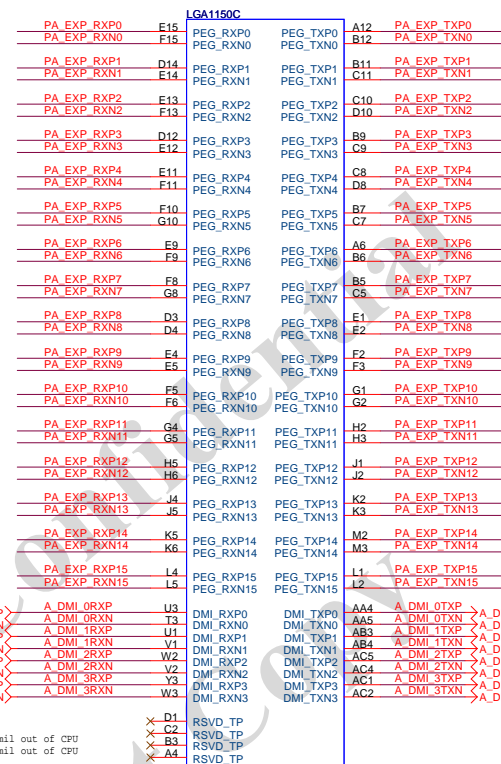 LGA1150C
PA_EXP_RXP0 E15 PEG_RXP0 PEG_TXP0 A12 PA_EXP_TXP0
PA_EXP_RXN0 F15 PEG_RXN0 PEG_TXN0 B12 PA_EXP_TXN0
PA_EXP_RXP1 D14 PEG_RXP1 PEG_TXP1 B11 PA_EXP_TXP1
PA_EXP_RXN1 E14 PEG_RXN1 PEG_TXN1 C11 PA_EXP_TXN1
PA_EXP_RXP2 E13 PEG_RXP2 PEG_TXP2 C10 PA_EXP_TXP2
PA_EXP_RXN2 F13 PEG_RXN2 PEG_TXN2 D10 PA_EXP_TXN2
PA_EXP_RXP3 D12 PEG_RXP3 PEG_TXP3 B9 PA_EXP_TXP3
PA_EXP_RXN3 E12 PEG_RXN3 PEG_TXN3 C9 PA_EXP_TXN3
PA_EXP_RXP4 E11 PEG_RXP4 PEG_TXP4 C8 PA_EXP_TXP4
PA_EXP_RXN4 F11 PEG_RXN4 PEG_TXN4 D8 PA_EXP_TXN4
PA_EXP_RXP5 F10 PEG_RXP5 PEG_TXP5 B7 PA_EXP_TXP5
PA_EXP_RXN5 G10 PEG_RXN5 PEG_TXN5 C7 PA_EXP_TXN5
PA_EXP_RXP6 E9 PEG_RXP6 PEG_TXP6 A6 PA_EXP_TXP6
PA_EXP_RXN6 F9 PEG_RXN6 PEG_TXN6 B6 PA_EXP_TXN6
PA_EXP_RXP7 F8 PEG_RXP7 PEG_TXP7 B5 PA_EXP_TXP7
PA_EXP_RXN7 G8 PEG_RXN7 PEG_TXN7 C5 PA_EXP_TXN7
PA_EXP_RXP8 D3 PEG_RXP8 PEG_TXP8 E1 PA_EXP_TXP8
PA_EXP_RXN8 D4 PEG_RXN8 PEG_TXN8 E2 PA_EXP_TXN8
PA_EXP_RXP9 E4 PEG_RXP9 PEG_TXP9 F2 PA_EXP_TXP9
PA_EXP_RXN9 E5 PEG_RXN9 PEG_TXN9 F3 PA_EXP_TXN9
PA_EXP_RXP10 F5 PEG_RXP10 PEG_TXP10 G1 PA_EXP_TXP10
PA_EXP_RXN10 F6 PEG_RXN10 PEG_TXN10 G2 PA_EXP_TXN10
PA_EXP_RXP11 G4 PEG_RXP11 PEG_TXP11 H2 PA_EXP_TXP11
PA_EXP_RXN11 G5 PEG_RXN11 PEG_TXN11 H3 PA_EXP_TXN11
PA_EXP_RXP12 H5 PEG_RXP12 PEG_TXP12 J1 PA_EXP_TXP12
PA_EXP_RXN12 H6 PEG_RXN12 PEG_TXN12 J2 PA_EXP_TXN12
PA_EXP_RXP13 J4 PEG_RXP13 PEG_TXP13 K2 PA_EXP_TXP13
PA_EXP_RXN13 J5 PEG_RXN13 PEG_TXN13 K3 PA_EXP_TXN13
PA_EXP_RXP14 K5 PEG_RXP14 PEG_TXP14 M2 PA_EXP_TXP14
PA_EXP_RXN14 K6 PEG_RXN14 PEG_TXN14 M3 PA_EXP_TXN14
PA_EXP_RXP15 L4 PEG_RXP15 PEG_TXP15 L1 PA_EXP_TXP15
PA_EXP_RXN15 L5 PEG_RXN15 PEG_TXN15 L2 PA_EXP_TXN15
A_DMI_0RXP U3 DMI_RXP0 DMI_TXP0 AA4 A_DMI_0TXP
A_DMI_0RXN T3 DMI_RXN0 DMI_TXN0 AA5 A_DMI_0TXN
A_DMI_1RXP U1 DMI_RXP1 DMI_TXP1 AB3 A_DMI_1TXP
A_DMI_1RXN V1 DMI_RXN1 DMI_TXN1 AB4 A_DMI_1TXN
A_DMI_2RXP W2 DMI_RXP2 DMI_TXP2 AC5 A_DMI_2TXP
A_DMI_2RXN V2 DMI_RXN2 DMI_TXN2 AC4 A_DMI_2TXN
A_DMI_3RXP Y3 DMI_RXP3 DMI_TXP3 AC1 A_DMI_3TXP
A_DMI_3RXN W3 DMI_RXN3 DMI_TXN3 AC2 A_DMI_3TXN
D1 RSVD_TP
C2 RSVD_TP
mil out of CPU B3 RSVD_TP
mil out of CPU A4 RSVD_TP
Confidential
Copy